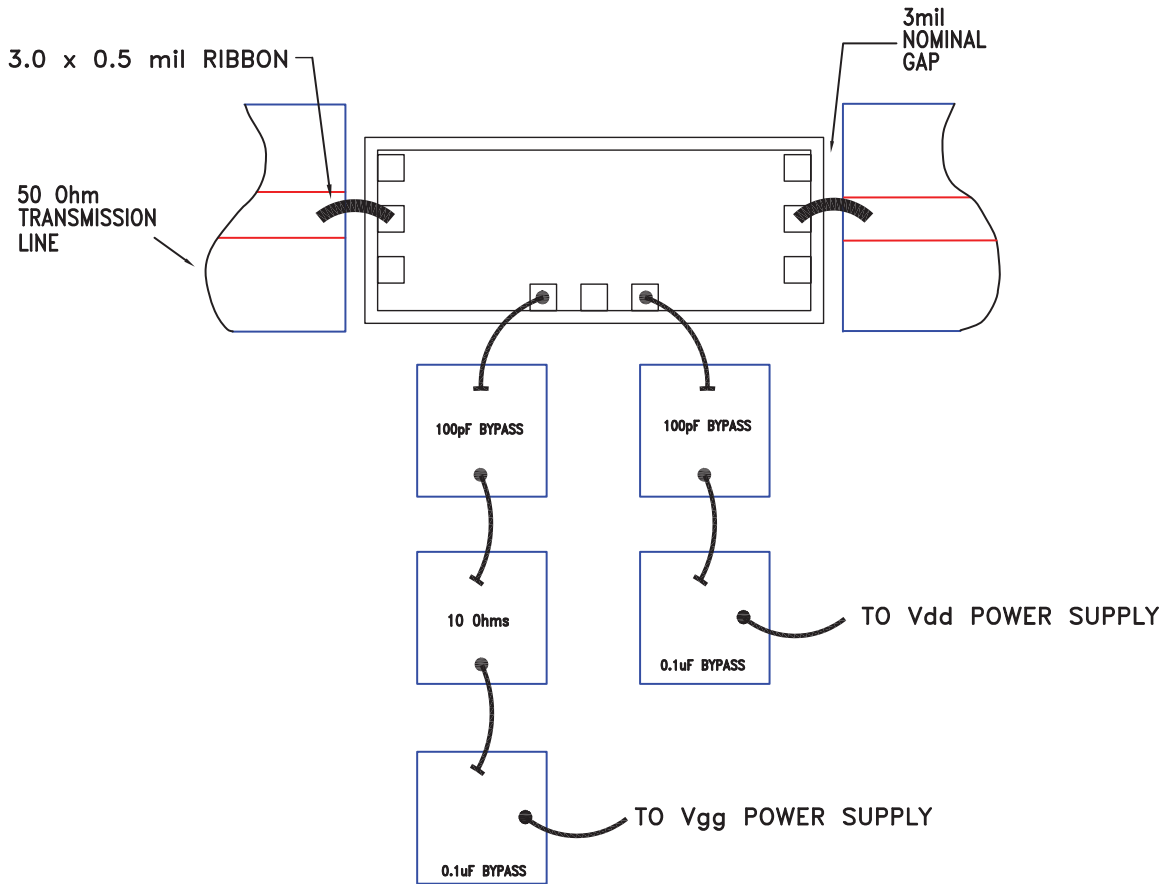 3mil
NOMINAL
GAP
3.0 x 0.5 mil RIBBON
50 Ohm
TRANSMISSION
LINE
100pF BYPASS
100pF BYPASS
10 Ohms
TO Vdd POWER SUPPLY
0.1uF BYPASS
TO Vgg POWER SUPPLY
0.1uF BYPASS